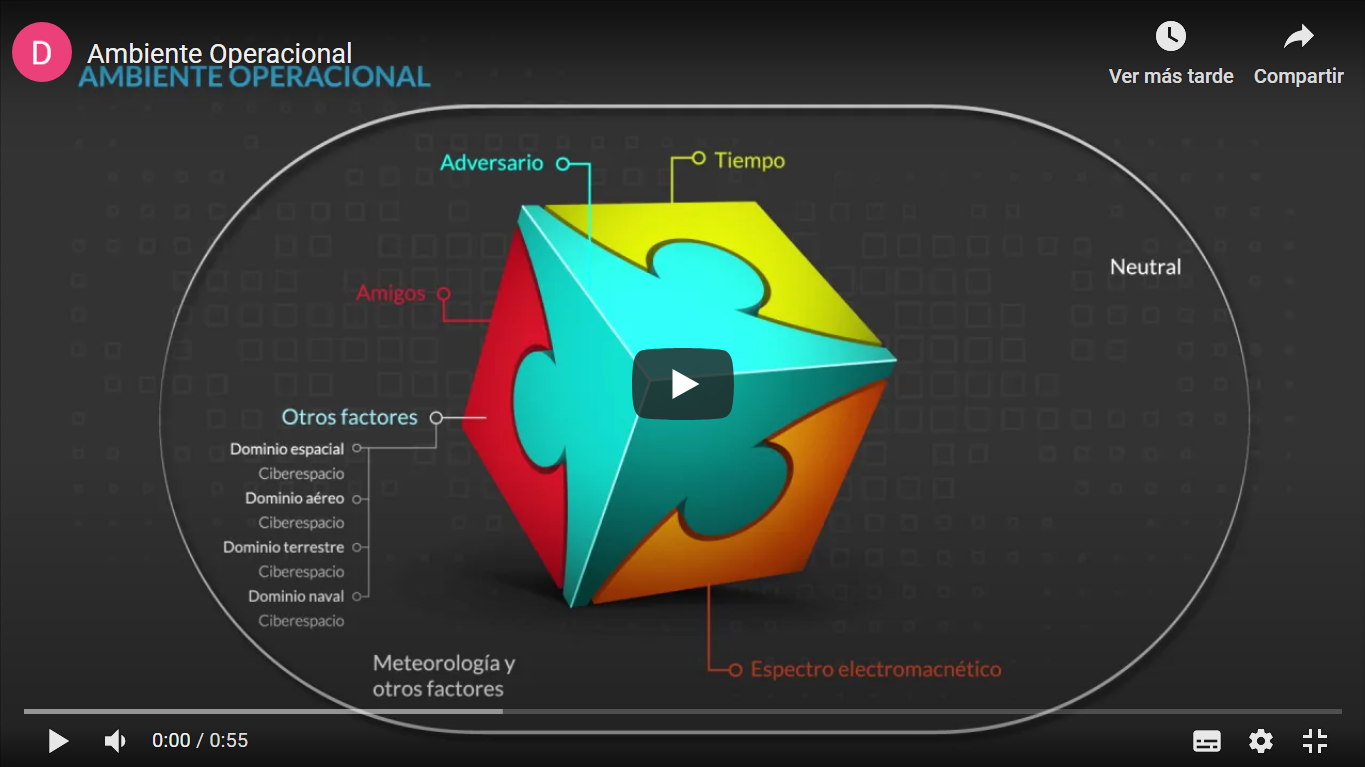 D
Ambiente Operacional
AMBIENTE OPERACIONAL
Ver más tarde
Compartir
Adversario
Tiempo
Neutral
Amigos
Otros factores
Dominio espacial
Ciberespacio
Dominio aéreo
Ciberespacio
Dominio terrestre
Ciberespacio
Dominio naval
Ciberespacio
Meteorología y
otros factores
Espectro electromacnético
0:00 / 0:55